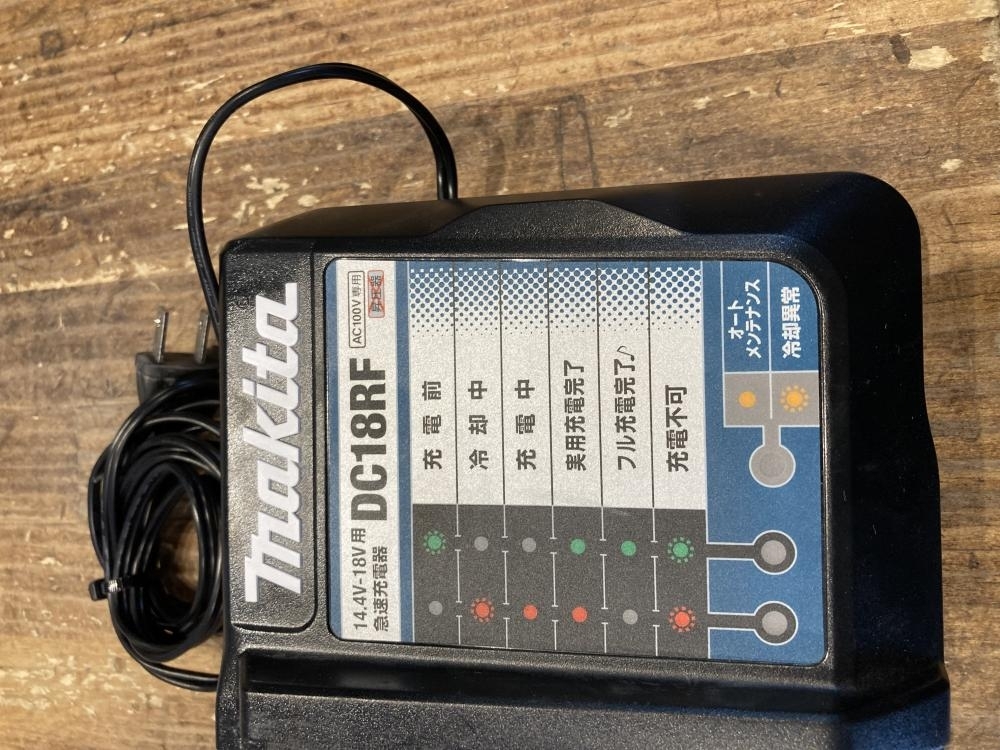 makita
14.4V-18V用
急速充電器
DC18RF
AC100V専用
昇圧器
充電前
冷却中
充電中
実用充電完了
フル充電完了♪
充電不可
オート
メンテナンス
冷却異常